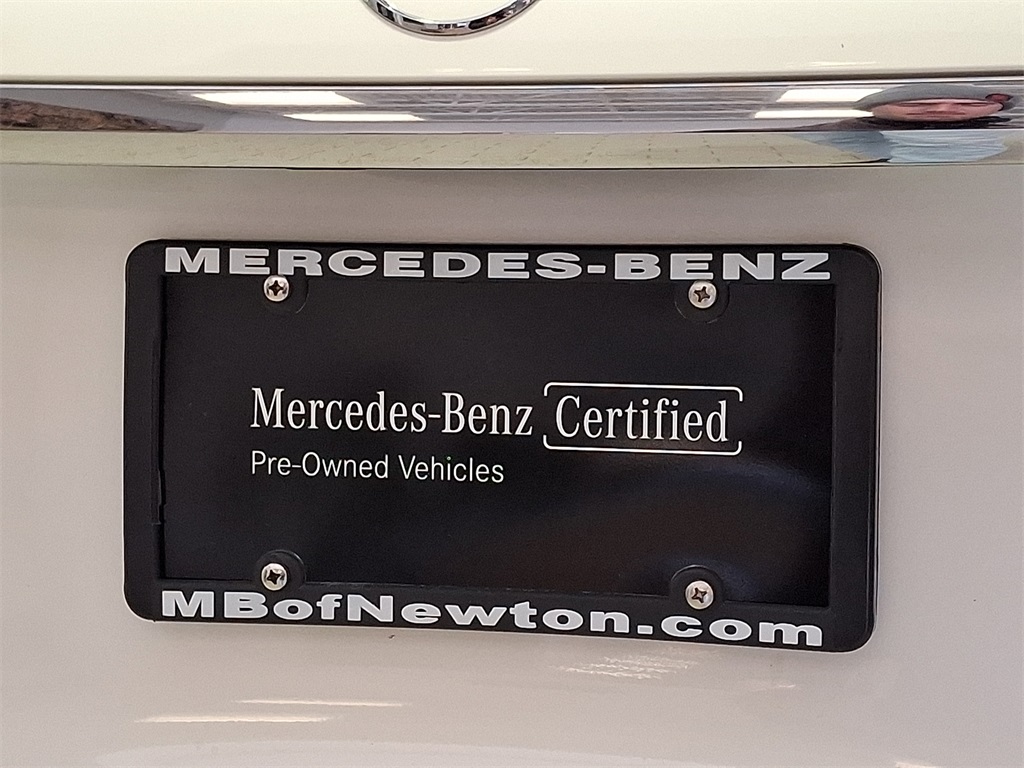 MERCEDES-BENZ
Mercedes-Benz Certified
Pre-Owned Vehicles
MBofNewton.com